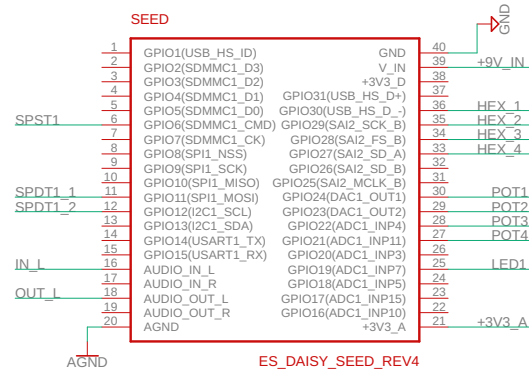 SEED
GND
1 GPIO1(USB_HS_ID) GND 40
2 GPIO2(SDMMC1_D3) V_IN 39 +9V_IN
3 GPIO3(SDMMC1_D2) +3V3_D 38
4 GPIO4(SDMMC1_D1) GPIO31(USB_HS_D+) 37
5 GPIO5(SDMMC1_D0) GPIO30(USB_HS_D_-) 36 HEX_1
SPST1 6 GPIO6(SDMMC1_CMD) GPIO29(SAI2_SCK_B) 35 HEX_2
7 GPIO7(SDMMC1_CK) GPIO28(SAI2_FS_B) 34 HEX_3
8 GPIO8(SPI1_NSS) GPIO27(SAI2_SD_A) 33 HEX_4
9 GPIO9(SPI1_SCK) GPIO26(SAI2_SD_B) 32
10 GPIO10(SPI1_MISO) GPIO25(SAI2_MCLK_B) 31
SPDT1_1 11 GPIO11(SPI1_MOSI) GPIO24(DAC1_OUT1) 30 POT1
SPDT1_2 12 GPIO12(I2C1_SCL) GPIO23(DAC1_OUT2) 29 POT2
13 GPIO13(I2C1_SDA) GPIO22(ADC1_INP4) 28 POT3
14 GPIO14(USART1_TX) GPIO21(ADC1_INP11) 27 POT4
15 GPIO15(USART1_RX) GPIO20(ADC1_INP3) 26
IN_L 16 AUDIO_IN_L GPIO19(ADC1_INP7) 25 LED1
17 AUDIO_IN_R GPIO18(ADC1_INP5) 24
OUT_L 18 AUDIO_OUT_L GPIO17(ADC1_INP15) 23
19 AUDIO_OUT_R GPIO16(ADC1_INP10) 22
20 AGND +3V3_A 21 +3V3_A
AGND
ES_DAISY_SEED_REV4